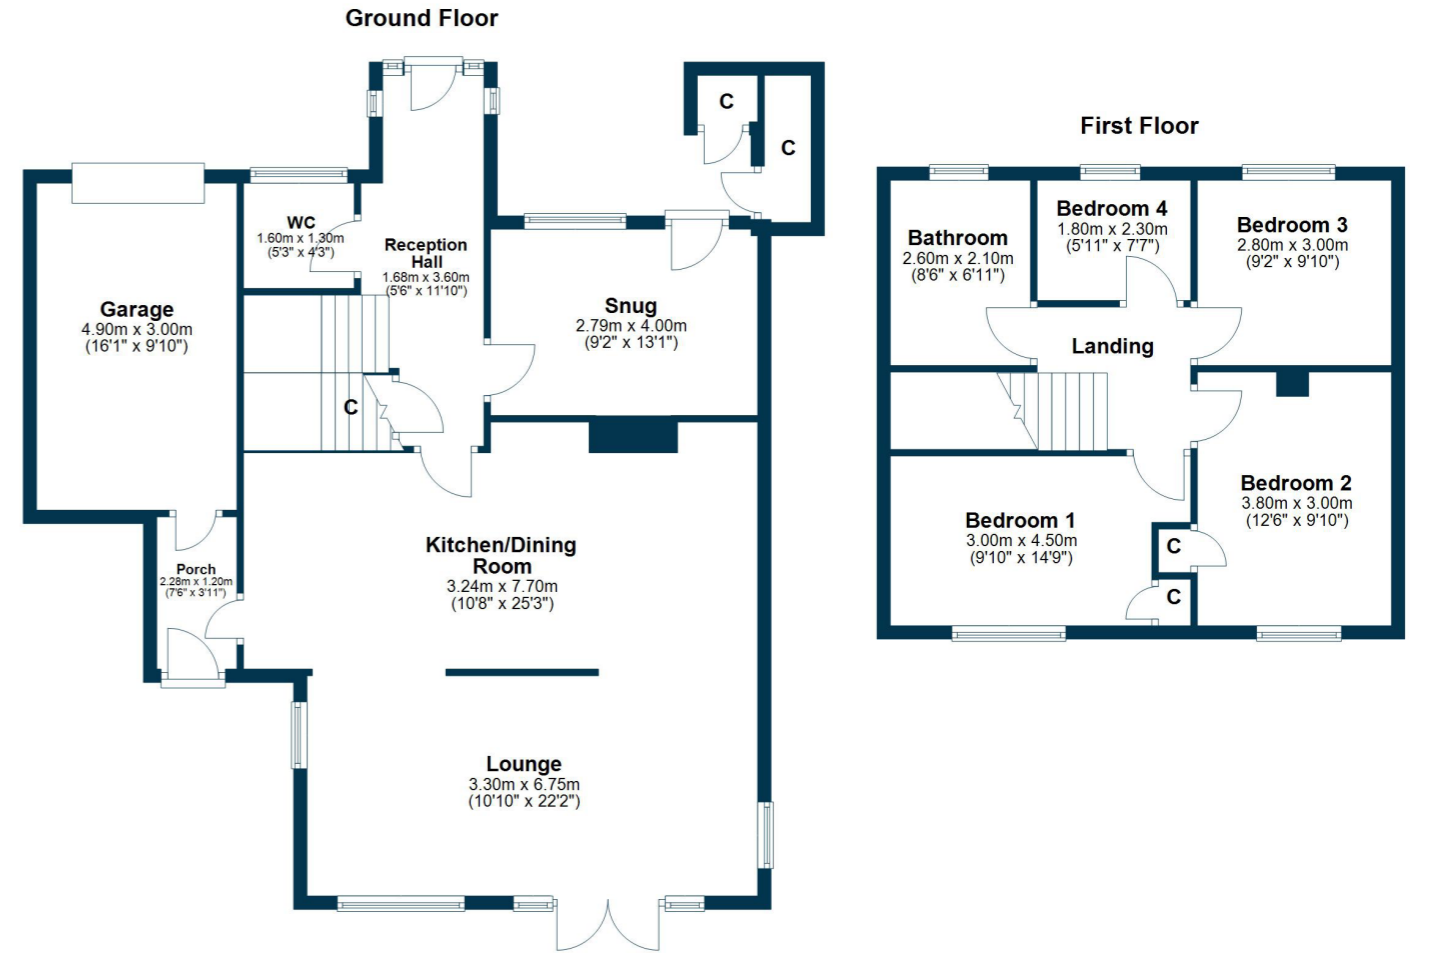 Ground Floor
C
C
WC
1.60m x 1.30m
(5'3" x 4'3")
Reception
Hall
1.68m x 3.60m
(5'6" x 11'10")
Garage
4.90m x 3.00m
(16'1" x 9'10")
Snug
2.79m x 4.00m
(9'2" x 13'1")
C
Kitchen/Dining
Room
3.24m x 7.70m
(10'8" x 25'3")
Porch
2.28m x 1.20m
(7'6" x 3'11")
Lounge
3.30m x 6.75m
(10'10" x 22'2")
First Floor
Bathroom
2.60m x 2.10m
(8'6" x 6'11")
Bedroom 4
1.80m x 2.30m
(5'11" x 7'7")
Bedroom 3
2.80m x 3.00m
(9'2" x 9'10")
Landing
Bedroom 1
3.00m x 4.50m
(9'10" x 14'9")
Bedroom 2
3.80m x 3.00m
(12'6" x 9'10")
C
C